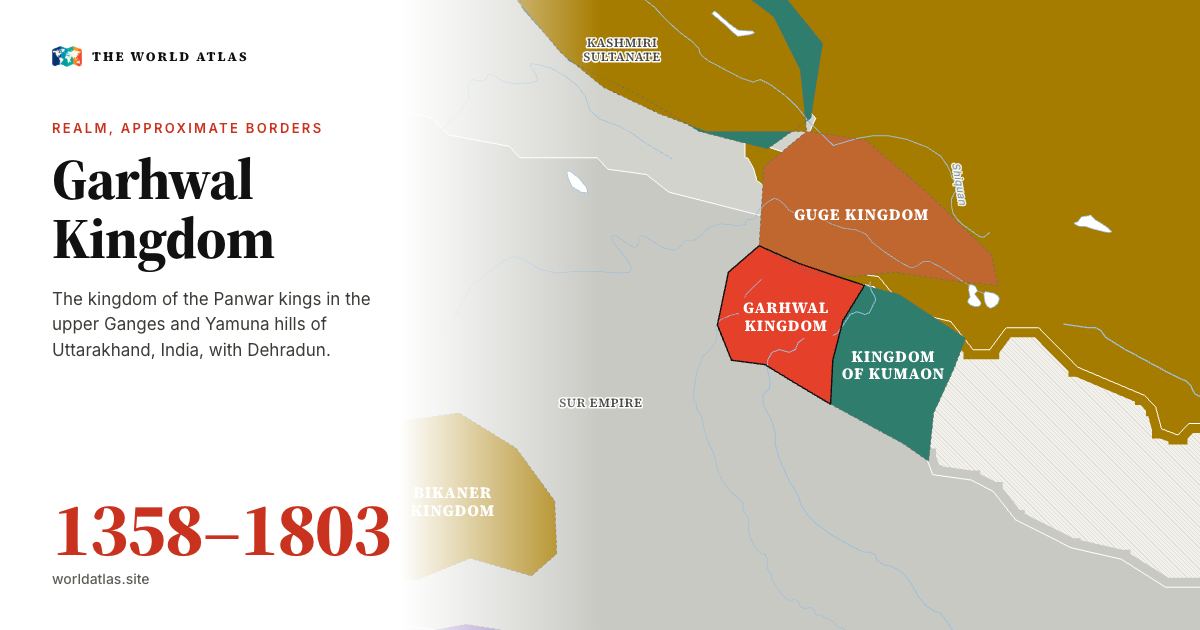 THE WORLD ATLAS
REALM, APPROXIMATE BORDERS
Garhwal
Kingdom
The kingdom of the Panwar kings in the
upper Ganges and Yamuna hills of
Uttarakhand, India, with Dehradun.
1358–1803
worldatlas.site
KASHMIRI
SULTANATE
Shiquan
GUGE KINGDOM
GARHWAL
KINGDOM
KINGDOM
OF KUMAON
SUR EMPIRE
BIKANER
KINGDOM